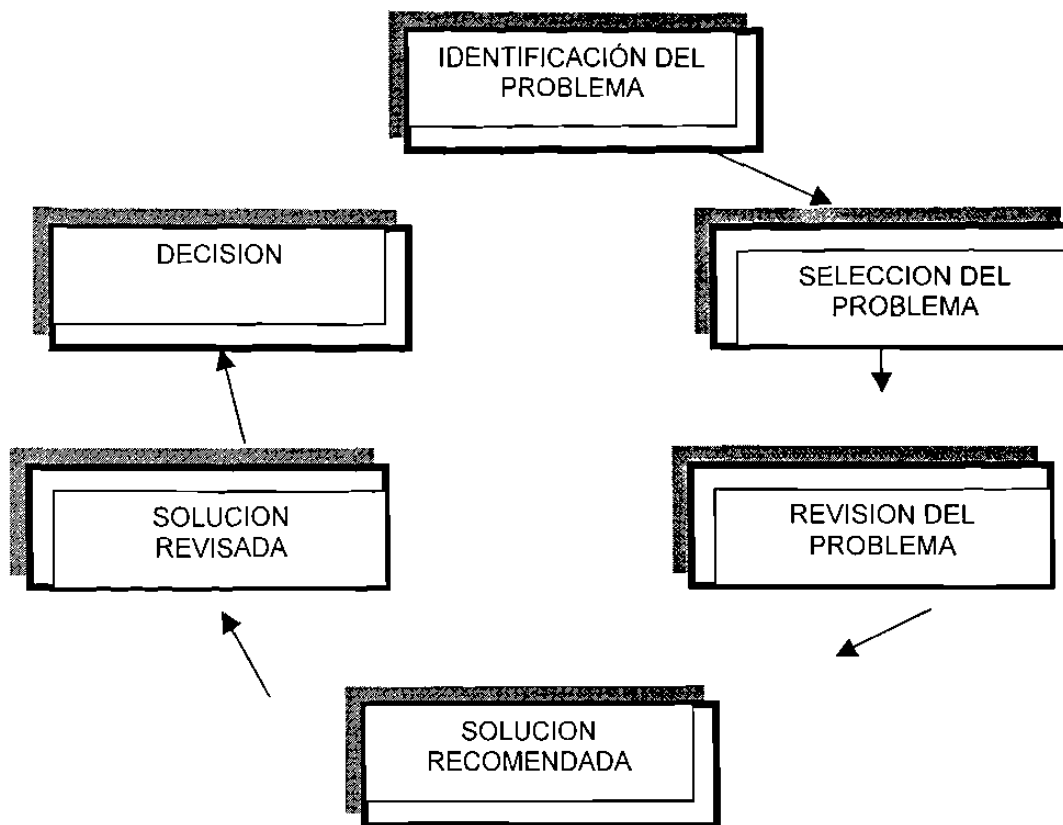 IDENTIFICACIÓN DEL
PROBLEMA
SELECCION DEL
PROBLEMA
REVISION DEL
PROBLEMA
SOLUCION
RECOMENDADA
SOLUCION
REVISADA
DECISION